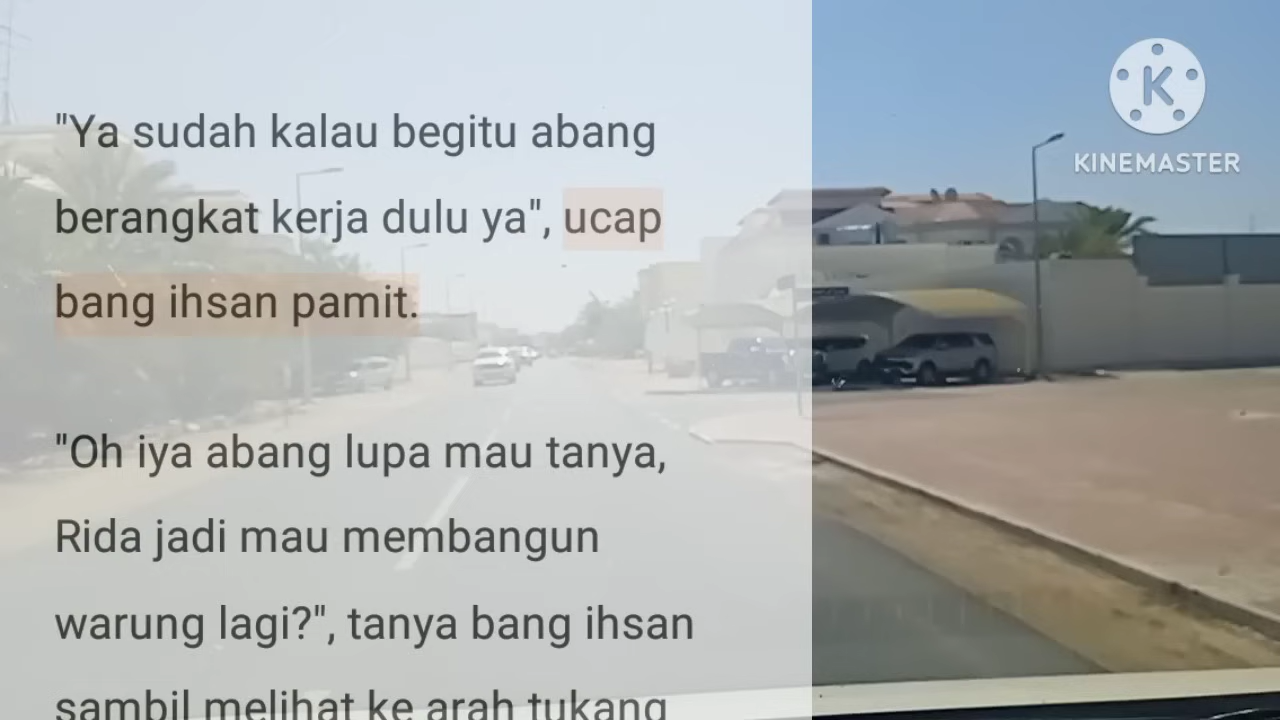 "Ya sudah kalau begitu abang
berangkat kerja dulu ya", ucap
bang ihsan pamit.
"Oh iya abang lupa mau tanya,
Rida jadi mau membangun
warung lagi?", tanya bang ihsan
sambil melihat ke arah tukang
KINEMASTER